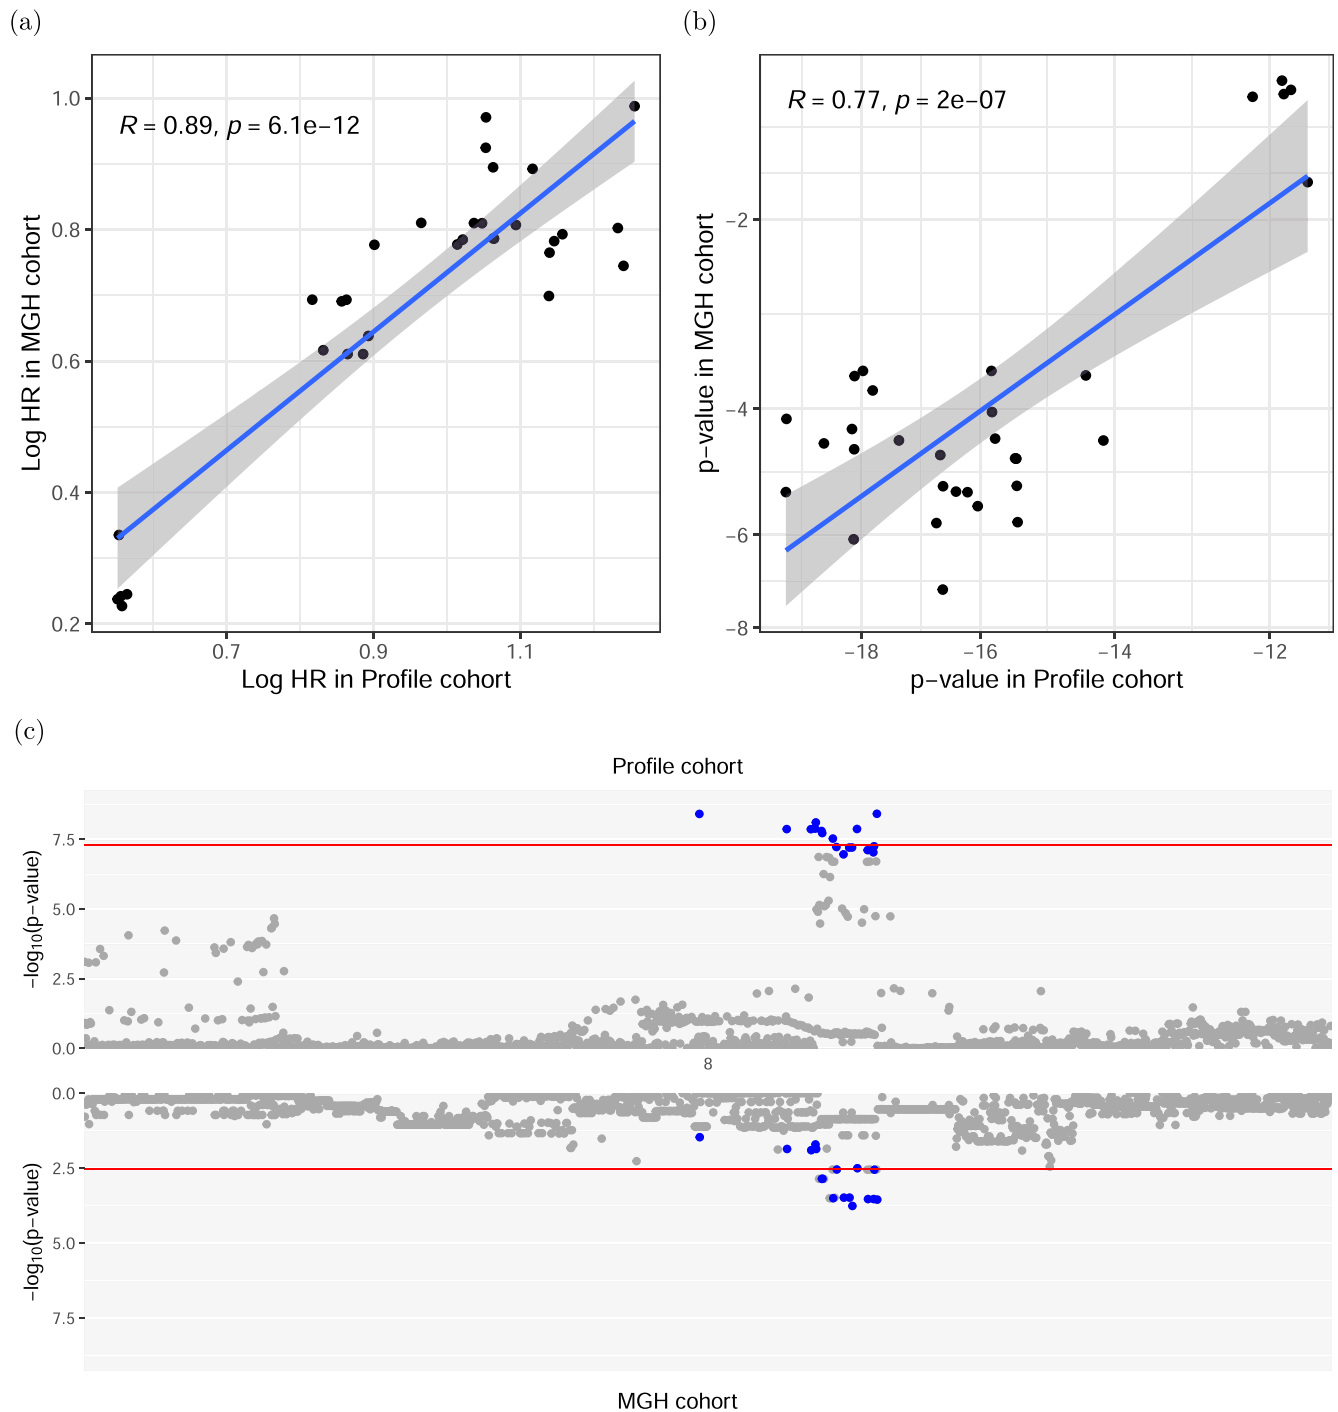 (a)
(b)
R = 0.89, p = 6.1e−12
1.0
0.8
0.6
0.4
0.2
Log HR in MGH cohort
0.7 0.9 1.1
Log HR in Profile cohort
R = 0.77, p = 2e−07
−2
−4
−6
−8
p−value in MGH cohort
−18 −16 −14 −12
p−value in Profile cohort
(c)
Profile cohort
7.5
5.0
2.5
0.0
−log10(p−value)
8
0.0
2.5
5.0
7.5
−log10(p−value)
MGH cohort